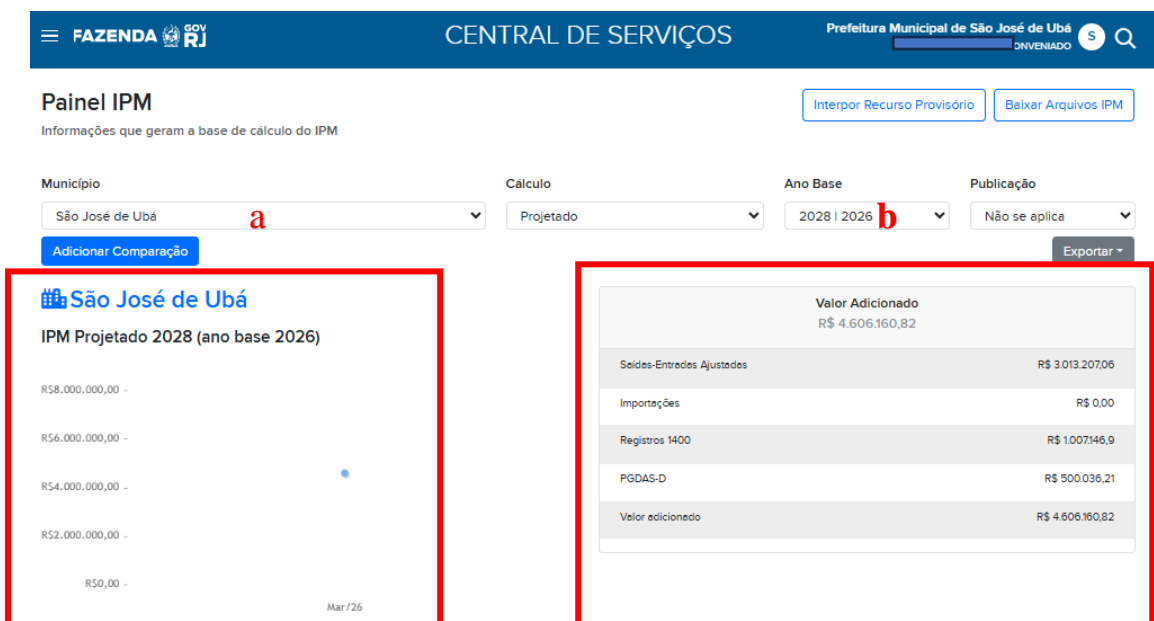 FAZENDA GOV RJ
CENTRAL DE SERVIÇOS
Prefeitura Municipal de São José de Ubá
ONVENIADO
S
Painel IPM
Interpor Recurso Provisório
Baixar Arquivos IPM
Informações que geram a base de cálculo do IPM
Município
Cálculo
Ano Base
Publicação
São José de Ubá
a
Projetado
2028 | 2026
b
Não se aplica
Adicionar Comparação
Exportar
São José de Ubá
IPM Projetado 2028 (ano base 2026)
R$8.000.000,00
R$6.000.000,00
R$4.000.000,00
R$2.000.000,00
R$0,00
Mar/26
Valor Adicionado
R$ 4.606.160,82
Saídas-Entradas Ajustadas R$ 3.013.207,06
Importações R$ 0,00
Registros 1400 R$ 1.007.146,9
PGDAS-D R$ 500.036,21
Valor adicionado R$ 4.606.160,82